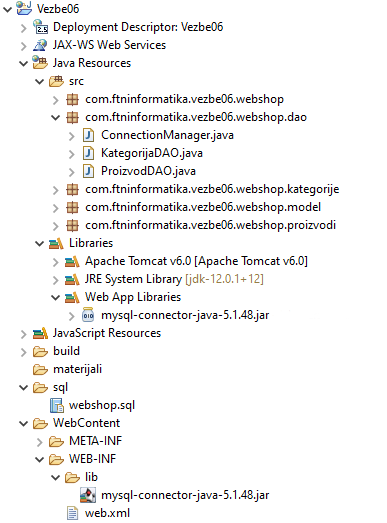 Vezbe06
Deployment Descriptor: Vezbe06
JAX-WS Web Services
Java Resources
src
com.ftninformatika.vezbe06.webshop
com.ftninformatika.vezbe06.webshop.dao
ConnectionManager.java
KategorijaDAO.java
ProizvodDAO.java
com.ftninformatika.vezbe06.webshop.kategorije
com.ftninformatika.vezbe06.webshop.model
com.ftninformatika.vezbe06.webshop.proizvodi
Libraries
Apache Tomcat v6.0 [Apache Tomcat v6.0]
JRE System Library [jdk-12.0.1+12]
Web App Libraries
mysql-connector-java-5.1.48.jar
JavaScript Resources
build
materijali
sql
webshop.sql
WebContent
META-INF
WEB-INF
lib
mysql-connector-java-5.1.48.jar
web.xml